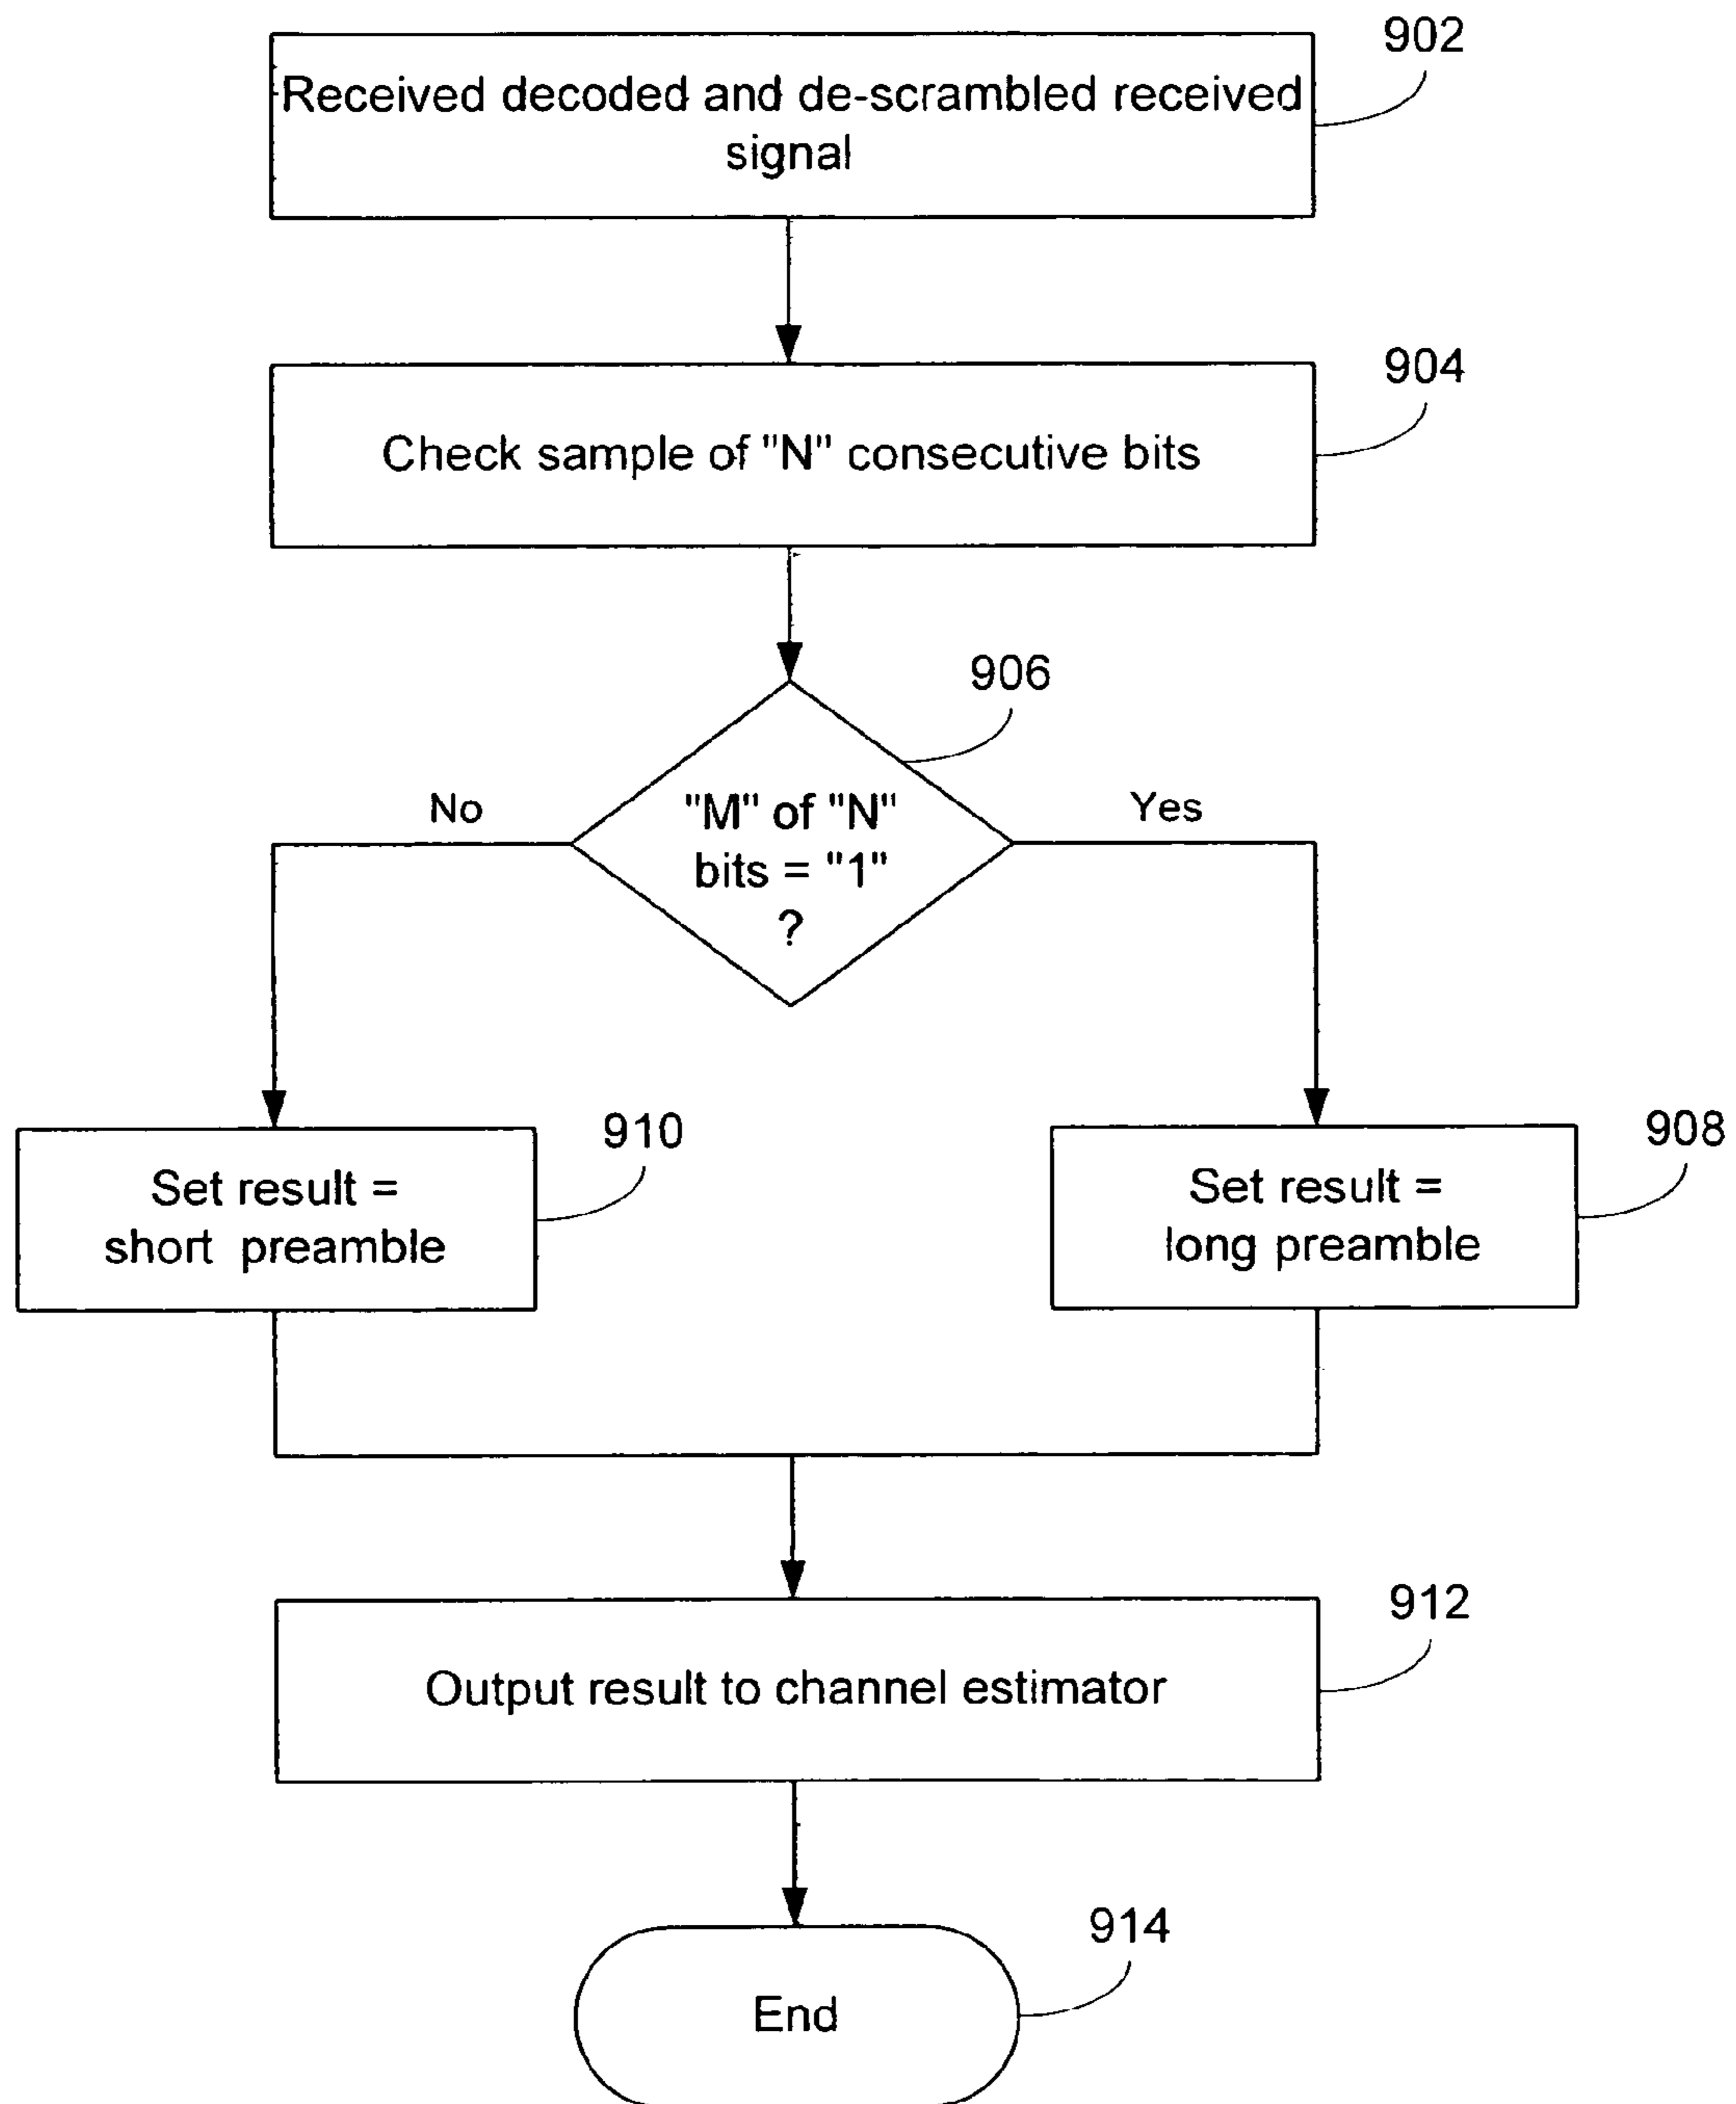 902
Received decoded and de-scrambled received
signal
904
Check sample of "N" consecutive bits
906
"M" of "N"
bits = "1"
?
No
Yes
910
Set result =
short preamble
908
Set result =
long preamble
912
Output result to channel estimator
914
End